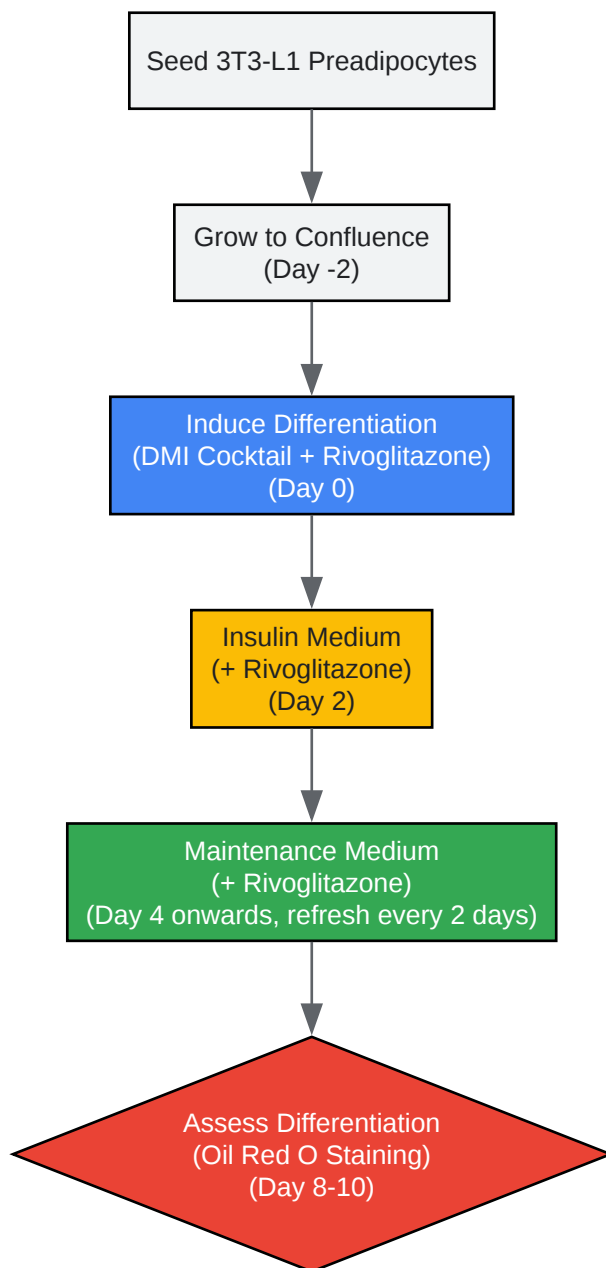 Seed 3T3-L1 Preadipocytes
Grow to Confluence
(Day -2)
Induce Differentiation
(DMI Cocktail + Rivoglitazone)
(Day 0)
Insulin Medium
(+ Rivoglitazone)
(Day 2)
Maintenance Medium
(+ Rivoglitazone)
(Day 4 onwards, refresh every 2 days)
Assess Differentiation
(Oil Red O Staining)
(Day 8-10)